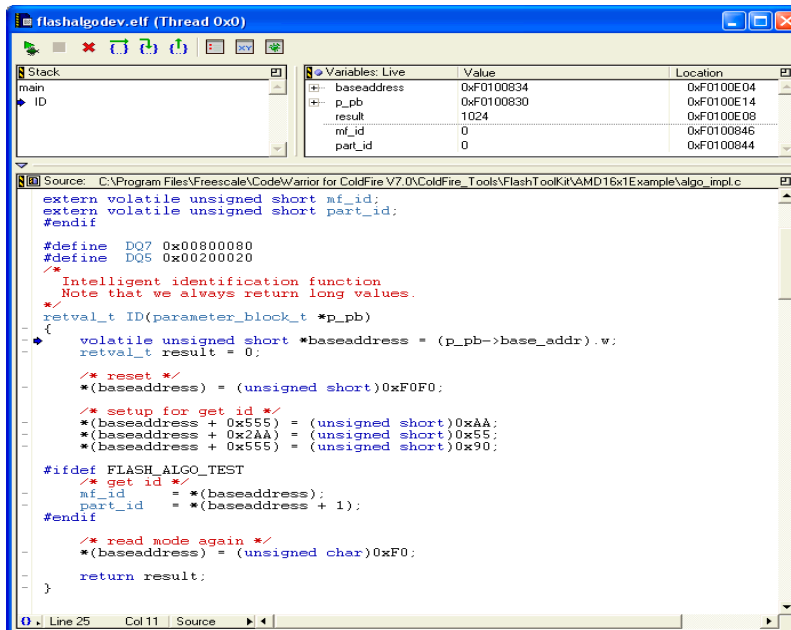 flashalgodev.elf (Thread 0x0)
Stack
main
ID
Variables: Live Value Location
baseaddress 0xF0100834 0xF0100E04
p_pb 0xF0100830 0xF0100E14
result 1024 0xF0100E08
mf_id 0 0xF0100846
part_id 0 0xF0100844
Source: C:\Program Files\Freescale\CodeWarrior for ColdFire V7.0\ColdFire_Tools\FlashToolKit\AMD16x1Example\algo_impl.c
extern volatile unsigned short mf_id;
extern volatile unsigned short part_id;
#endif
#define DQ7 0x00800080
#define DQ5 0x00200020
/*
Intelligent identification function
Note that we always return long values.
*/
retval_t ID(parameter_block_t *p_pb)
{
volatile unsigned short *baseaddress = (p_pb->base_addr).w;
retval_t result = 0;
/* reset */
*(baseaddress) = (unsigned short)0xF0F0;
/* setup for get id */
*(baseaddress + 0x555) = (unsigned short)0xAA;
*(baseaddress + 0x2AA) = (unsigned short)0x55;
*(baseaddress + 0x555) = (unsigned short)0x90;
#ifdef FLASH_ALGO_TEST
/* get id */
mf_id = *(baseaddress);
part_id = *(baseaddress + 1);
#endif
/* read mode again */
*(baseaddress) = (unsigned char)0xF0;
return result;
}
Line 25 Col 11 Source